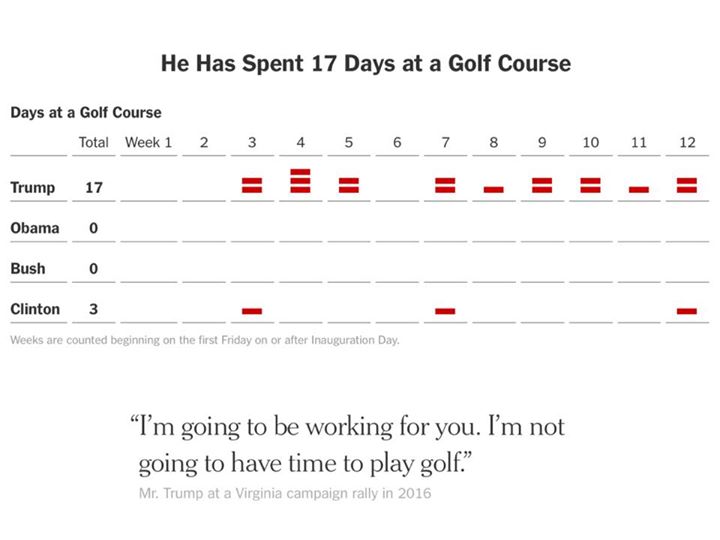 He Has Spent 17 Days at a Golf Course
Days at a Golf Course
Total Week 1 2 3 4 5 6 7 8 9 10 11 12
Trump 17
Obama 0
Bush 0
Clinton 3
Weeks are counted beginning on the first Friday on or after Inauguration Day.
“I’m going to be working for you. I’m not
going to have time to play golf.”
Mr. Trump at a Virginia campaign rally in 2016